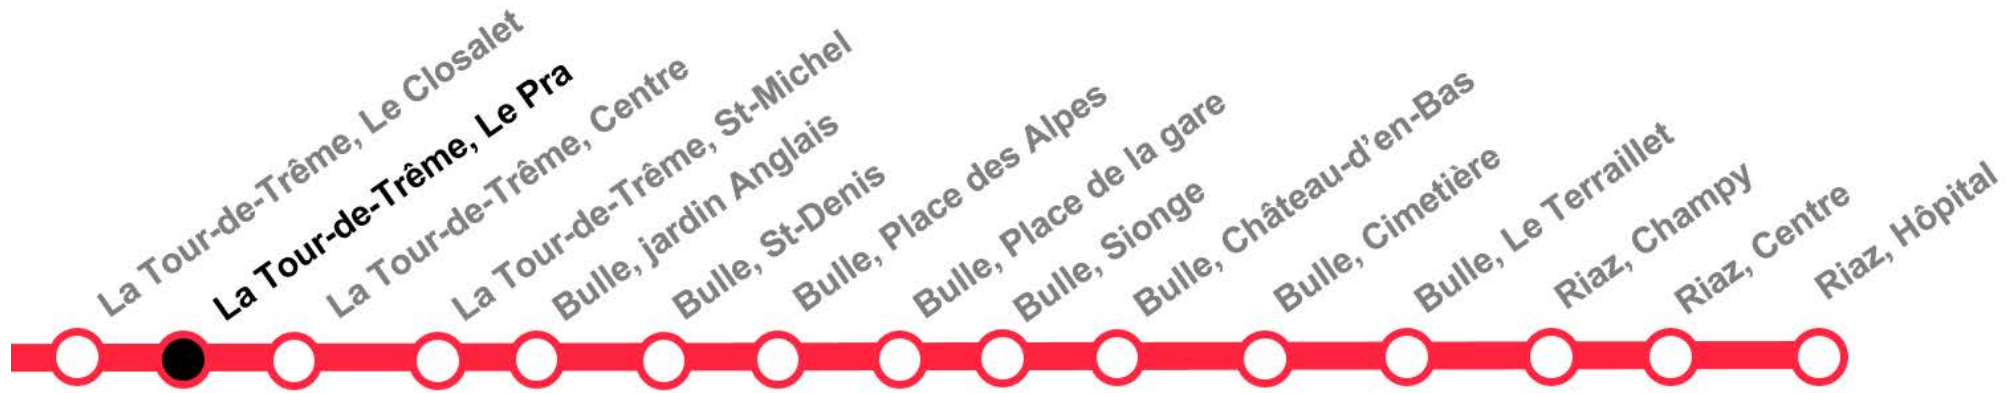 La Tour-de-Trême, Le Closalet
La Tour-de-Trême, Le Pra
La Tour-de-Trême, Centre
La Tour-de-Trême, St-Michel
Bulle, jardin Anglais
Bulle, St-Denis
Bulle, Place des Alpes
Bulle, Place de la gare
Bulle, Sionge
Bulle, Château-d'en-Bas
Bulle, Cimetière
Bulle, Le Terraillet
Riaz, Champy
Riaz, Centre
Riaz, Hôpital